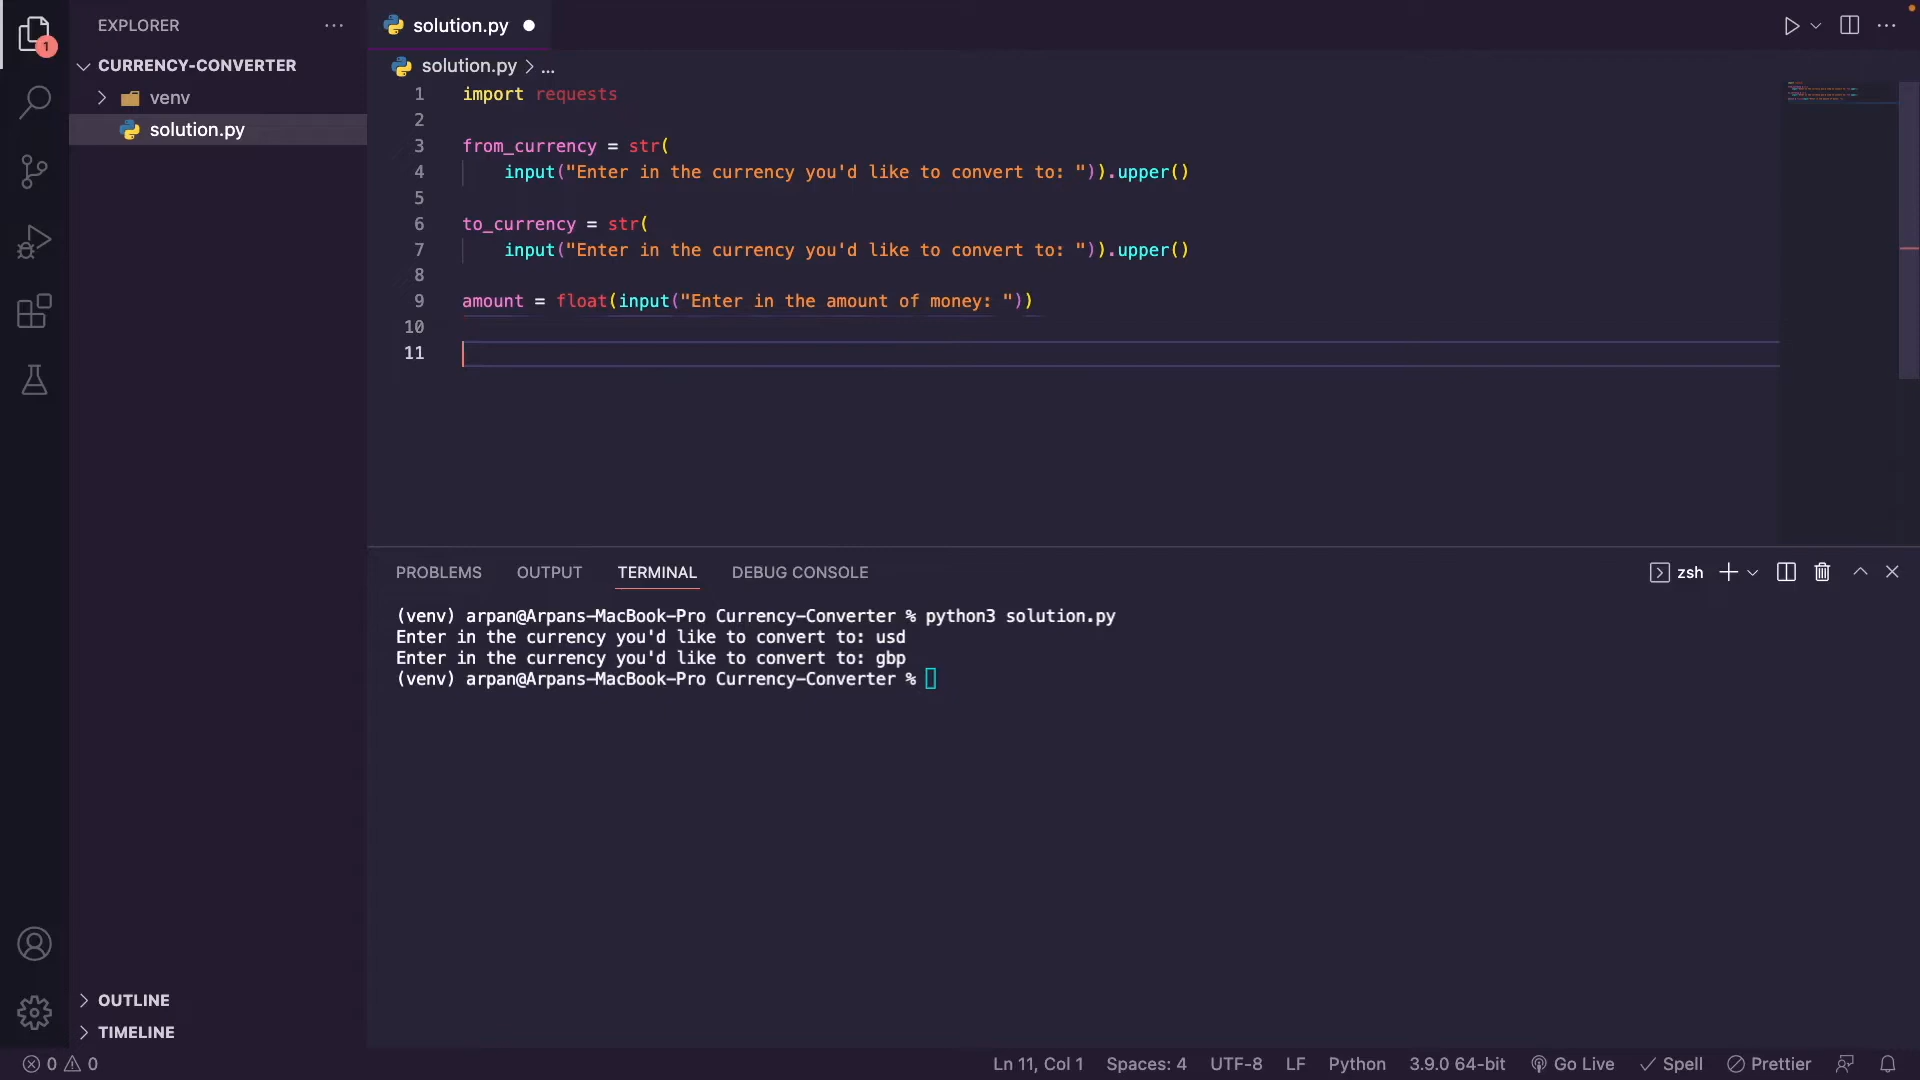 EXPLORER
CURRENCY-CONVERTER
venv
solution.py
OUTLINE
TIMELINE
1
solution.py
solution.py > ...
1 import requests
2
3 from_currency = str(
4 input("Enter in the currency you'd like to convert to: ")).upper()
5
6 to_currency = str(
7 input("Enter in the currency you'd like to convert to: ")).upper()
8
9 amount = float(input("Enter in the amount of money: "))
10
11
PROBLEMS OUTPUT TERMINAL DEBUG CONSOLE zsh
(venv) arpan@Arpans-MacBook-Pro Currency-Converter % python3 solution.py
Enter in the currency you'd like to convert to: usd
Enter in the currency you'd like to convert to: gbp
(venv) arpan@Arpans-MacBook-Pro Currency-Converter %
0 0 Ln 11, Col 1 Spaces: 4 UTF-8 LF Python 3.9.0 64-bit Go Live Spell Prettier